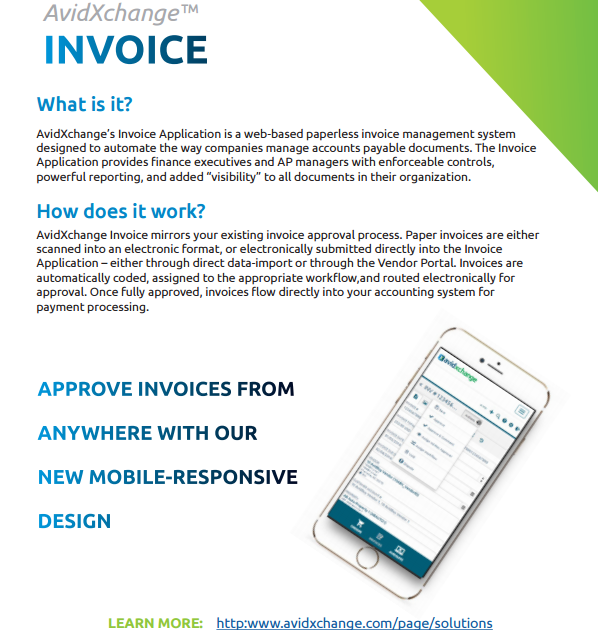 AvidXchange™
INVOICE
What is it?
AvidXchange's Invoice Application is a web-based paperless invoice management system
designed to automate the way companies manage accounts payable documents. The Invoice
Application provides finance executives and AP managers with enforceable controls,
powerful reporting, and added “visibility” to all documents in their organization.
How does it work?
AvidXchange Invoice mirrors your existing invoice approval process. Paper invoices are either
scanned into an electronic format, or electronically submitted directly into the Invoice
Application – either through direct data-import or through the Vendor Portal. Invoices are
automatically coded, assigned to the appropriate workflow,and routed electronically for
approval. Once fully approved, invoices flow directly into your accounting system for
payment processing.
APPROVE INVOICES FROM
ANYWHERE WITH OUR
NEW MOBILE-RESPONSIVE
DESIGN
avidxchange
LEARN MORE: http:www.avidxchange.com/page/solutions